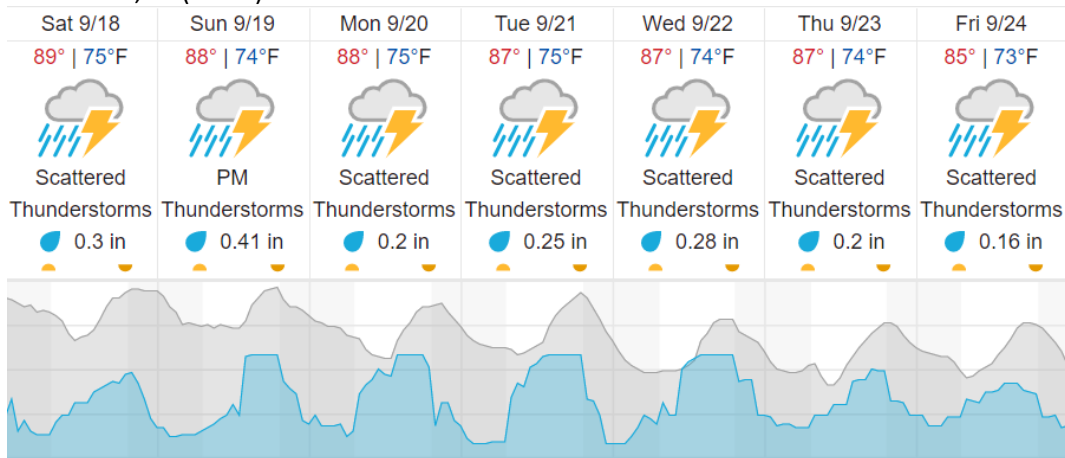 Sat 9/18 Sun 9/19 Mon 9/20 Tue 9/21 Wed 9/22 Thu 9/23 Fri 9/24
89° | 75°F 88° | 74°F 88° | 75°F 87° | 75°F 87° | 74°F 87° | 74°F 85° | 73°F
Scattered PM Scattered Scattered Scattered Scattered Scattered
Thunderstorms Thunderstorms Thunderstorms Thunderstorms Thunderstorms Thunderstorms Thunderstorms
0.3 in 0.41 in 0.2 in 0.25 in 0.28 in 0.2 in 0.16 in